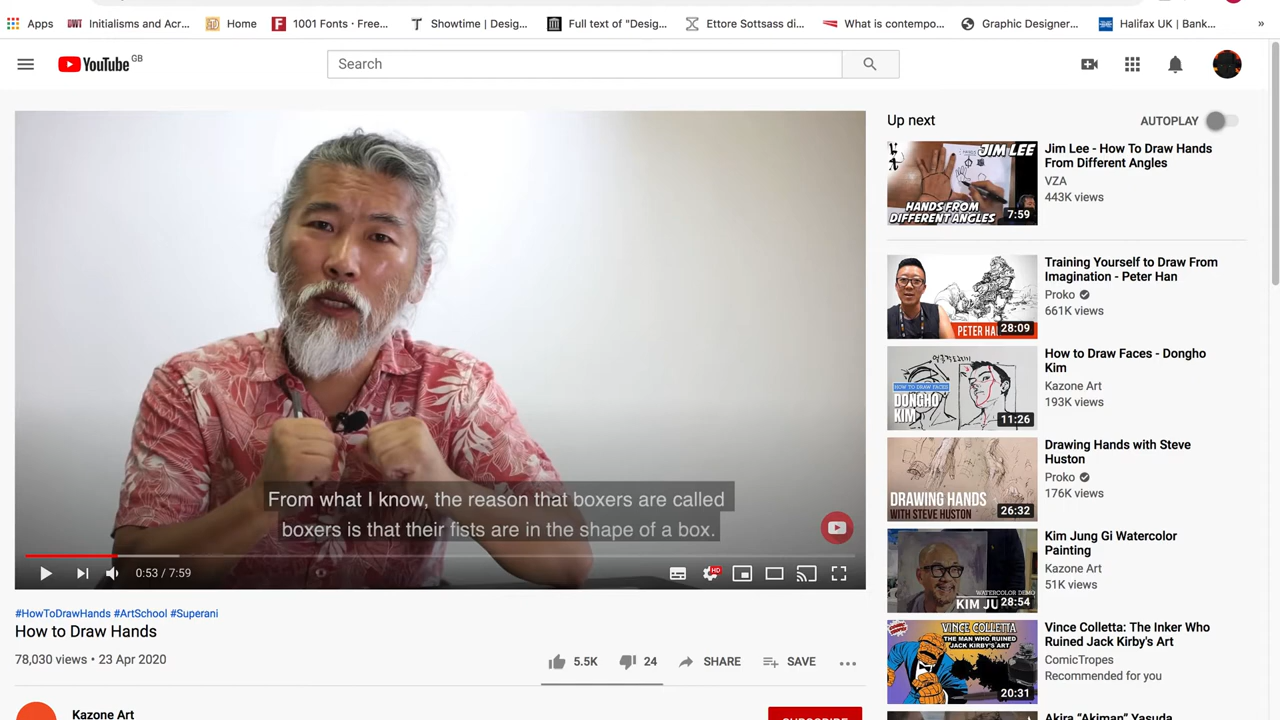 Apps
Initialisms and Acr...
Home
1001 Fonts · Free...
Showtime | Desig...
Full text of "Desig...
Ettore Sottsass di...
What is contempo...
Graphic Designer...
Halifax UK | Bank...
»
YouTube GB
Search
Up next
AUTOPLAY
JIM LEE
HANDS FROM
DIFFERENT ANGLES
7:59
Jim Lee - How To Draw Hands
From Different Angles
VZA
443K views
PETER HA
28:09
Training Yourself to Draw From
Imagination - Peter Han
Proko
661K views
HOW TO DRAW FACES
DONGHO
KIM
11:26
How to Draw Faces - Dongho
Kim
Kazone Art
193K views
DRAWING HANDS
WITH STEVE HUSTON
26:32
Drawing Hands with Steve
Huston
Proko
176K views
WATERCOLOR DEMO
KIM JU
28:54
Kim Jung Gi Watercolor
Painting
Kazone Art
51K views
VINCE COLLETTA
THE MAN WHO
RUINED
JACK KIRBY'S
ART
20:31
Vince Colletta: The Inker Who
Ruined Jack Kirby's Art
ComicTropes
Recommended for you
Akira "Akiman" Yasuda
From what I know, the reason that boxers are called
boxers is that their fists are in the shape of a box.
0:53 / 7:59
HD
#HowToDrawHands #ArtSchool #Superani
How to Draw Hands
78,030 views • 23 Apr 2020
5.5K
24
SHARE
SAVE
Kazone Art
SUBSCRIBE